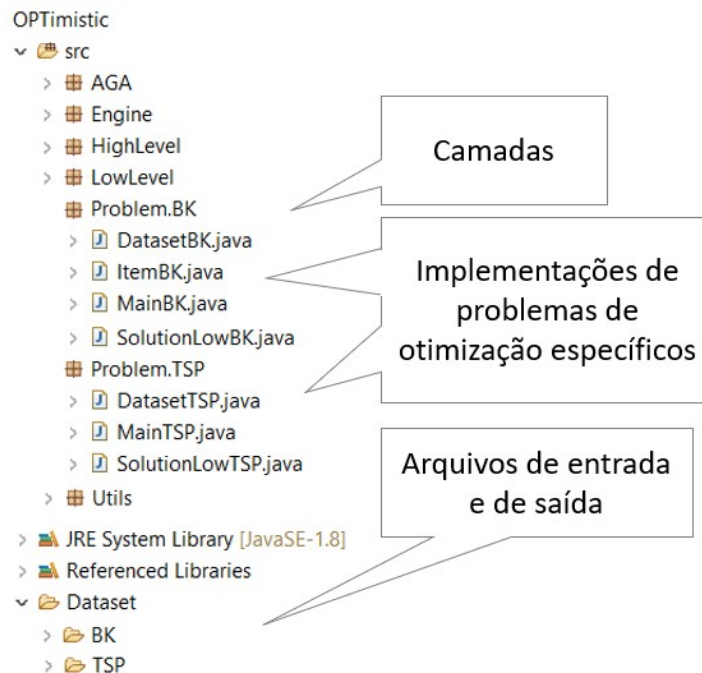 OPTimistic
src
AGA
Engine
HighLevel
LowLevel
Problem.BK
DatasetBK.java
ItemBK.java
MainBK.java
SolutionLowBK.java
Problem.TSP
DatasetTSP.java
MainTSP.java
SolutionLowTSP.java
Utils
JRE System Library [JavaSE-1.8]
Referenced Libraries
Dataset
BK
TSP
Camadas
Implementações de
problemas de
otimização específicos
Arquivos de entrada
e de saída